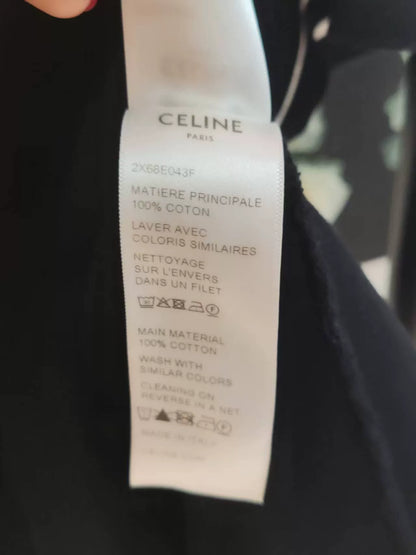 CELINE
PARIS
2X68E043F
MATIERE PRINCIPALE
100% COTON
LAVER AVEC
COLORIS SIMILAIRES
NETTOYAGE
SUR L'ENVERS
DANS UN FILET
MAIN MATERIAL
100% COTTON
WASH WITH
SIMILAR COLORS
CLEANING ON
REVERSE IN A NET
MADE IN ITALY